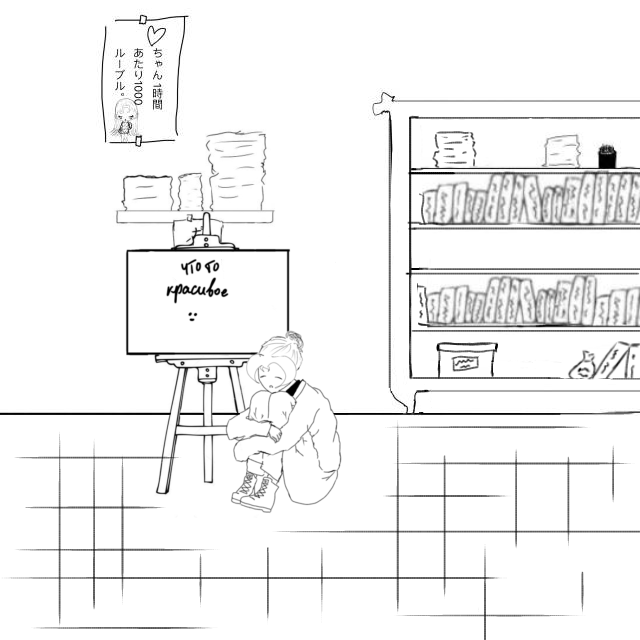 ちゃん 1時間
あたり1000
ルーブル。
что то
красивое